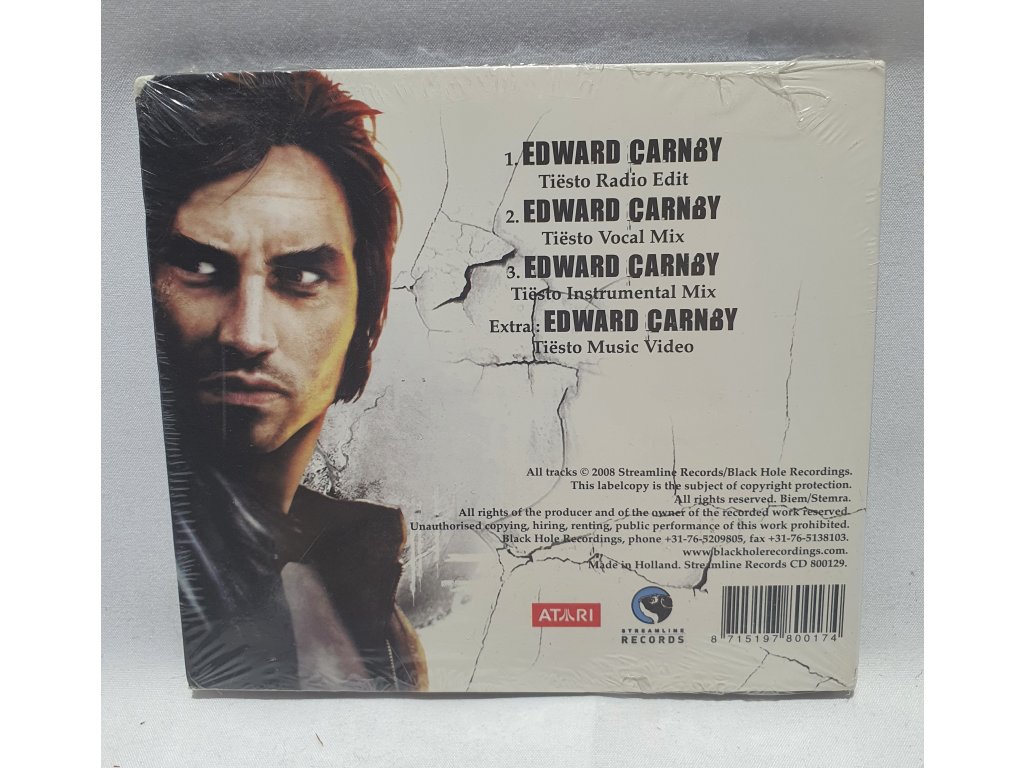 1. EDWARD CARNBY
Tiësto Radio Edit
2. EDWARD CARNBY
Tiësto Vocal Mix
3. EDWARD CARNBY
Tiësto Instrumental Mix
Extra: EDWARD CARNBY
Tiësto Music Video
All tracks © 2008 Streamline Records/Black Hole Recordings.
This labelcopy is the subject of copyright protection.
All rights reserved. Biem/Stemra.
All rights of the producer and of the owner of the recorded work reserved.
Unauthorised copying, hiring, renting, public performance of this work prohibited.
Black Hole Recordings, phone +31-76-5209805, fax +31-76-5138103.
www.blackholerecordings.com.
Made in Holland. Streamline Records CD 800129.
ATARI
STREAMLINE
RECORDS
8 715197 800174